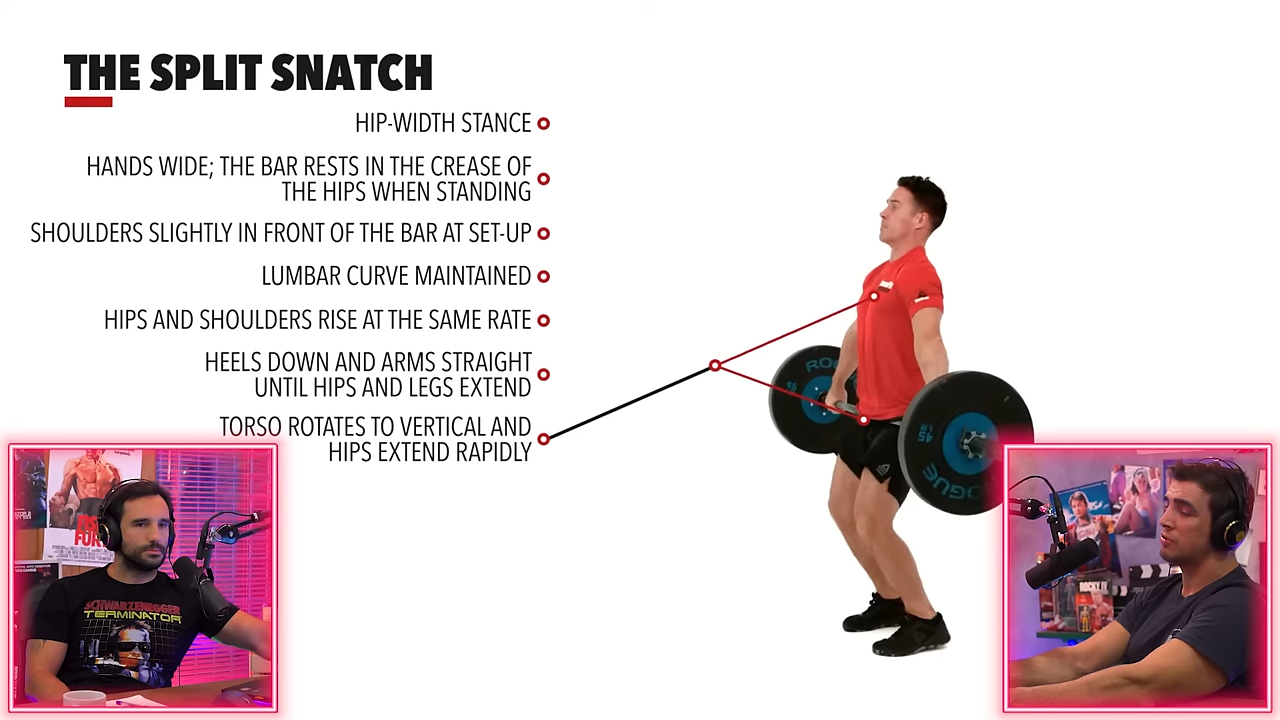 THE SPLIT SNATCH
HIP-WIDTH STANCE
HANDS WIDE; THE BAR RESTS IN THE CREASE OF
THE HIPS WHEN STANDING
SHOULDERS SLIGHTLY IN FRONT OF THE BAR AT SET-UP
LUMBAR CURVE MAINTAINED
HIPS AND SHOULDERS RISE AT THE SAME RATE
HEELS DOWN AND ARMS STRAIGHT
UNTIL HIPS AND LEGS EXTEND
TORSO ROTATES TO VERTICAL AND
HIPS EXTEND RAPIDLY
45
45
SCHWARZENEGGER
TERMINATOR
ROCKY IV